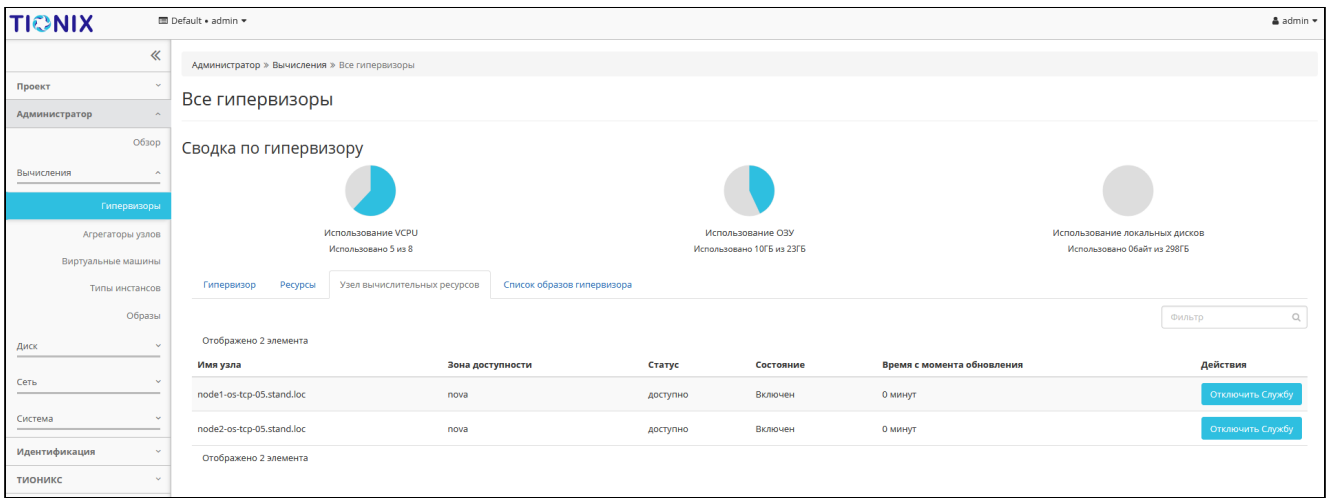 TIONIX
Default • admin
admin
Проект
Администратор
Обзор
Вычисления
Гипервизоры
Агрегаторы узлов
Виртуальные машины
Типы инстансов
Образы
Диск
Сеть
Система
Идентификация
ТИОНИКС
Администратор » Вычисления » Все гипервизоры
Все гипервизоры
Сводка по гипервизору
Использование VCPU
Использовано 5 из 8
Использование ОЗУ
Использовано 10ГБ из 23ГБ
Использование локальных дисков
Использовано 0байт из 298ГБ
Гипервизор Ресурсы Узел вычислительных ресурсов Список образов гипервизора
Фильтр
Отображено 2 элемента
Имя узла Зона доступности Статус Состояние Время с момента обновления Действия
node1-os-tcp-05.stand.loc nova доступно Включен 0 минут Отключить Службу
node2-os-tcp-05.stand.loc nova доступно Включен 0 минут Отключить Службу
Отображено 2 элемента